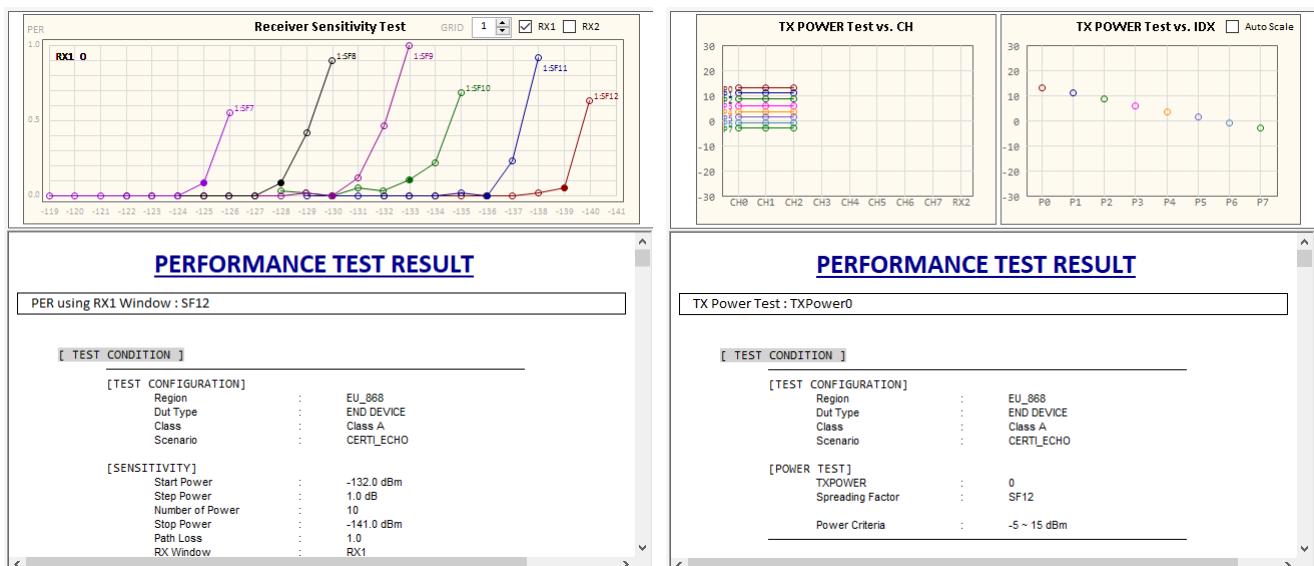 Receiver Sensitivity Test
GRID 1 RX1 RX2
PER
1.0
RX1 0
1:SF8
1:SF9
1:SF11
1:SF10
1:SF12
1:SF7
0.5
0.0
-119 -120 -121 -122 -123 -124 -125 -126 -127 -128 -129 -130 -131 -132 -133 -134 -135 -136 -137 -138 -139 -140 -141
PERFORMANCE TEST RESULT
PER using RX1 Window : SF12
[ TEST CONDITION ]
[TEST CONFIGURATION]
Region : EU_868
Dut Type : END DEVICE
Class : Class A
Scenario : CERTI_ECHO
[SENSITIVITY]
Start Power : -132.0 dBm
Step Power : 1.0 dB
Number of Power : 10
Stop Power : -141.0 dBm
Path Loss : 1.0
RX Window : RX1
TX POWER Test vs. CH
30
20
10
0
-10
-20
-30
P0
P1
P2
P3
P5
P7
CH0 CH1 CH2 CH3 CH4 CH5 CH6 CH7 RX2
TX POWER Test vs. IDX Auto Scale
30
20
10
0
-10
-20
-30
P0 P1 P2 P3 P4 P5 P6 P7
PERFORMANCE TEST RESULT
TX Power Test : TXPower0
[ TEST CONDITION ]
[TEST CONFIGURATION]
Region : EU_868
Dut Type : END DEVICE
Class : Class A
Scenario : CERTI_ECHO
[POWER TEST]
TXPOWER : 0
Spreading Factor : SF12
Power Criteria : -5 ~ 15 dBm